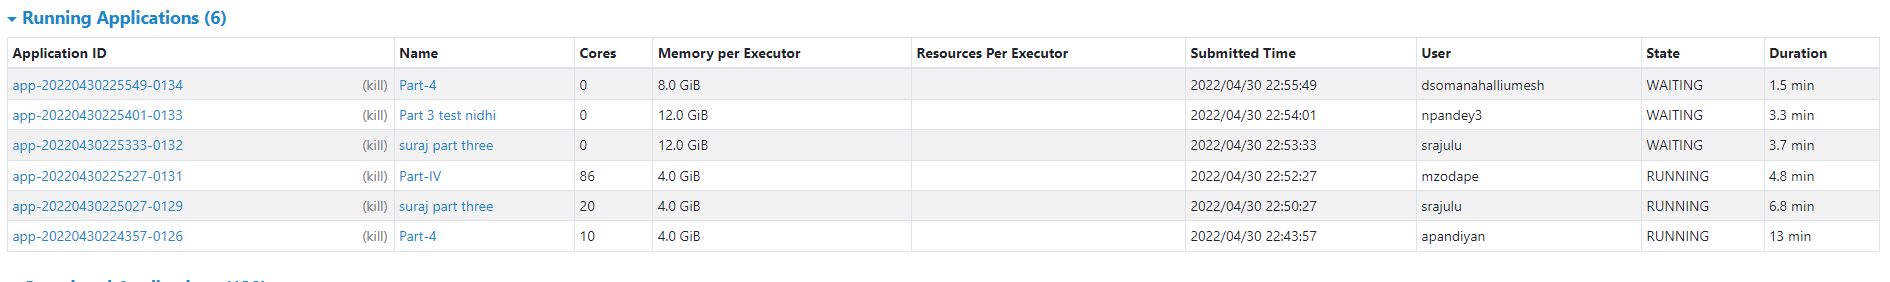 Running Applications (6)
Application ID Name Cores Memory per Executor Resources Per Executor Submitted Time User State Duration
app-20220430225549-0134 (kill) Part-4 0 8.0 GiB 2022/04/30 22:55:49 dsomanahalliumesh WAITING 1.5 min
app-20220430225401-0133 (kill) Part 3 test nidhi 0 12.0 GiB 2022/04/30 22:54:01 npandey3 WAITING 3.3 min
app-20220430225333-0132 (kill) suraj part three 0 12.0 GiB 2022/04/30 22:53:33 srajulu WAITING 3.7 min
app-20220430225227-0131 (kill) Part-IV 86 4.0 GiB 2022/04/30 22:52:27 mzodape RUNNING 4.8 min
app-20220430225027-0129 (kill) suraj part three 20 4.0 GiB 2022/04/30 22:50:27 srajulu RUNNING 6.8 min
app-20220430224357-0126 (kill) Part-4 10 4.0 GiB 2022/04/30 22:43:57 apandiyan RUNNING 13 min